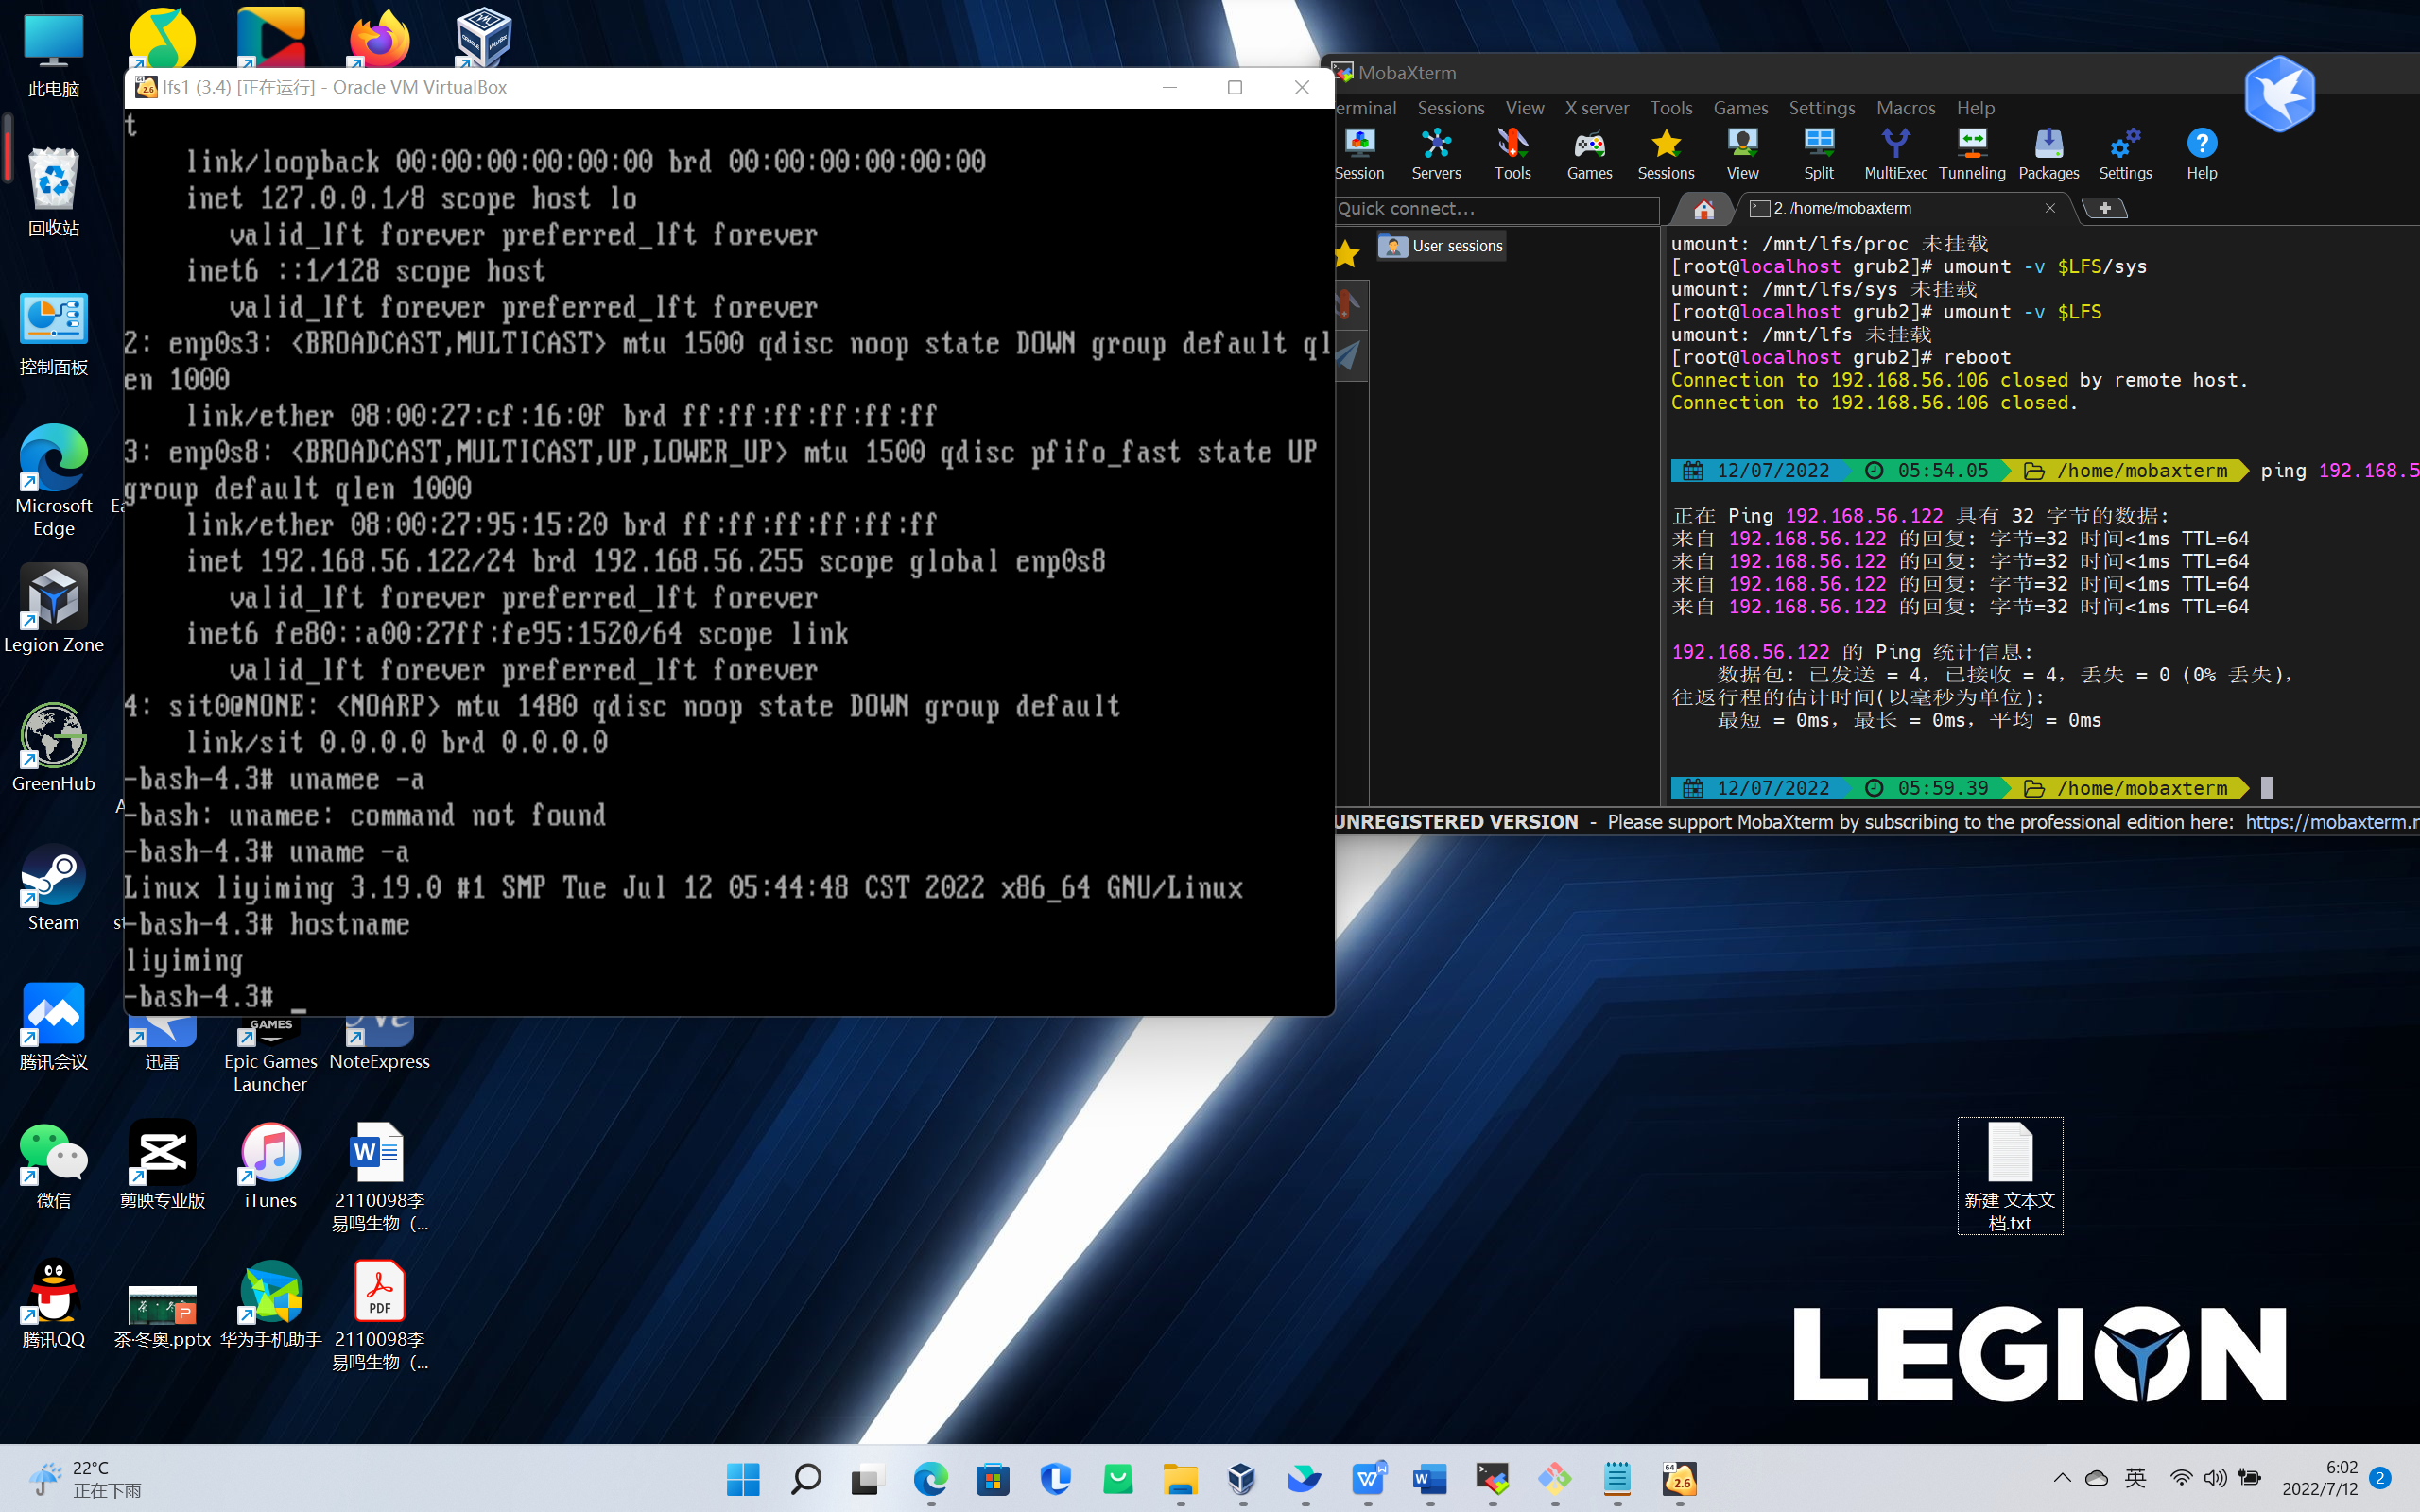 lfs1 (3.4) [正在运行] - Oracle VM VirtualBox
t
link/loopback 00:00:00:00:00:00 brd 00:00:00:00:00:00
inet 127.0.0.1/8 scope host lo
valid_lft forever preferred_lft forever
inet6 ::1/128 scope host
valid_lft forever preferred_lft forever
2: enp0s3: <BROADCAST,MULTICAST> mtu 1500 qdisc noop state DOWN group default ql
en 1000
link/ether 08:00:27:cf:16:0f brd ff:ff:ff:ff:ff:ff
3: enp0s8: <BROADCAST,MULTICAST,UP,LOWER_UP> mtu 1500 qdisc pfifo_fast state UP
group default qlen 1000
link/ether 08:00:27:95:15:20 brd ff:ff:ff:ff:ff:ff
inet 192.168.56.122/24 brd 192.168.56.255 scope global enp0s8
valid_lft forever preferred_lft forever
inet6 fe80::a00:27ff:fe95:1520/64 scope link
valid_lft forever preferred_lft forever
4: sit0@NONE: <NOARP> mtu 1480 qdisc noop state DOWN group default
link/sit 0.0.0.0 brd 0.0.0.0
-bash-4.3# unamee -a
-bash: unamee: command not found
-bash-4.3# uname -a
Linux liyiming 3.19.0 #1 SMP Tue Jul 12 05:44:48 CST 2022 x86_64 GNU/Linux
-bash-4.3# hostname
liyiming
-bash-4.3# _
MobaXterm
erminal Sessions View X server Tools Games Settings Macros Help
Session Servers Tools Games Sessions View Split MultiExec Tunneling Packages Settings Help
Quick connect...
2. /home/mobaxterm
User sessions
umount: /mnt/lfs/proc 未挂载
[root@localhost grub2]# umount -v $LFS/sys
umount: /mnt/lfs/sys 未挂载
[root@localhost grub2]# umount -v $LFS
umount: /mnt/lfs 未挂载
[root@localhost grub2]# reboot
Connection to 192.168.56.106 closed by remote host.
Connection to 192.168.56.106 closed.
12/07/2022 05:54.05 /home/mobaxterm ping 192.168.5
正在 Ping 192.168.56.122 具有 32 字节的数据:
来自 192.168.56.122 的回复: 字节=32 时间<1ms TTL=64
来自 192.168.56.122 的回复: 字节=32 时间<1ms TTL=64
来自 192.168.56.122 的回复: 字节=32 时间<1ms TTL=64
来自 192.168.56.122 的回复: 字节=32 时间<1ms TTL=64
192.168.56.122 的 Ping 统计信息:
数据包: 已发送 = 4，已接收 = 4，丢失 = 0 (0% 丢失)，
往返行程的估计时间(以毫秒为单位):
最短 = 0ms，最长 = 0ms，平均 = 0ms
12/07/2022 05:59.39 /home/mobaxterm
UNREGISTERED VERSION - Please support MobaXterm by subscribing to the professional edition here: https://mobaxterm.
此电脑
回收站
控制面板
Microsoft
Edge
Legion Zone
GreenHub
Steam
腾讯会议
迅雷
GAMES
Epic Games
Launcher
NoteExpress
微信
剪映专业版
iTunes
2110098李
易鸣生物（...
腾讯QQ
茶·冬奥.pptx
华为手机助手
PDF
2110098李
易鸣生物（...
新建 文本文
档.txt
LEGION
22°C
正在下雨
64
2.6
英
6:02
2022/7/12
2